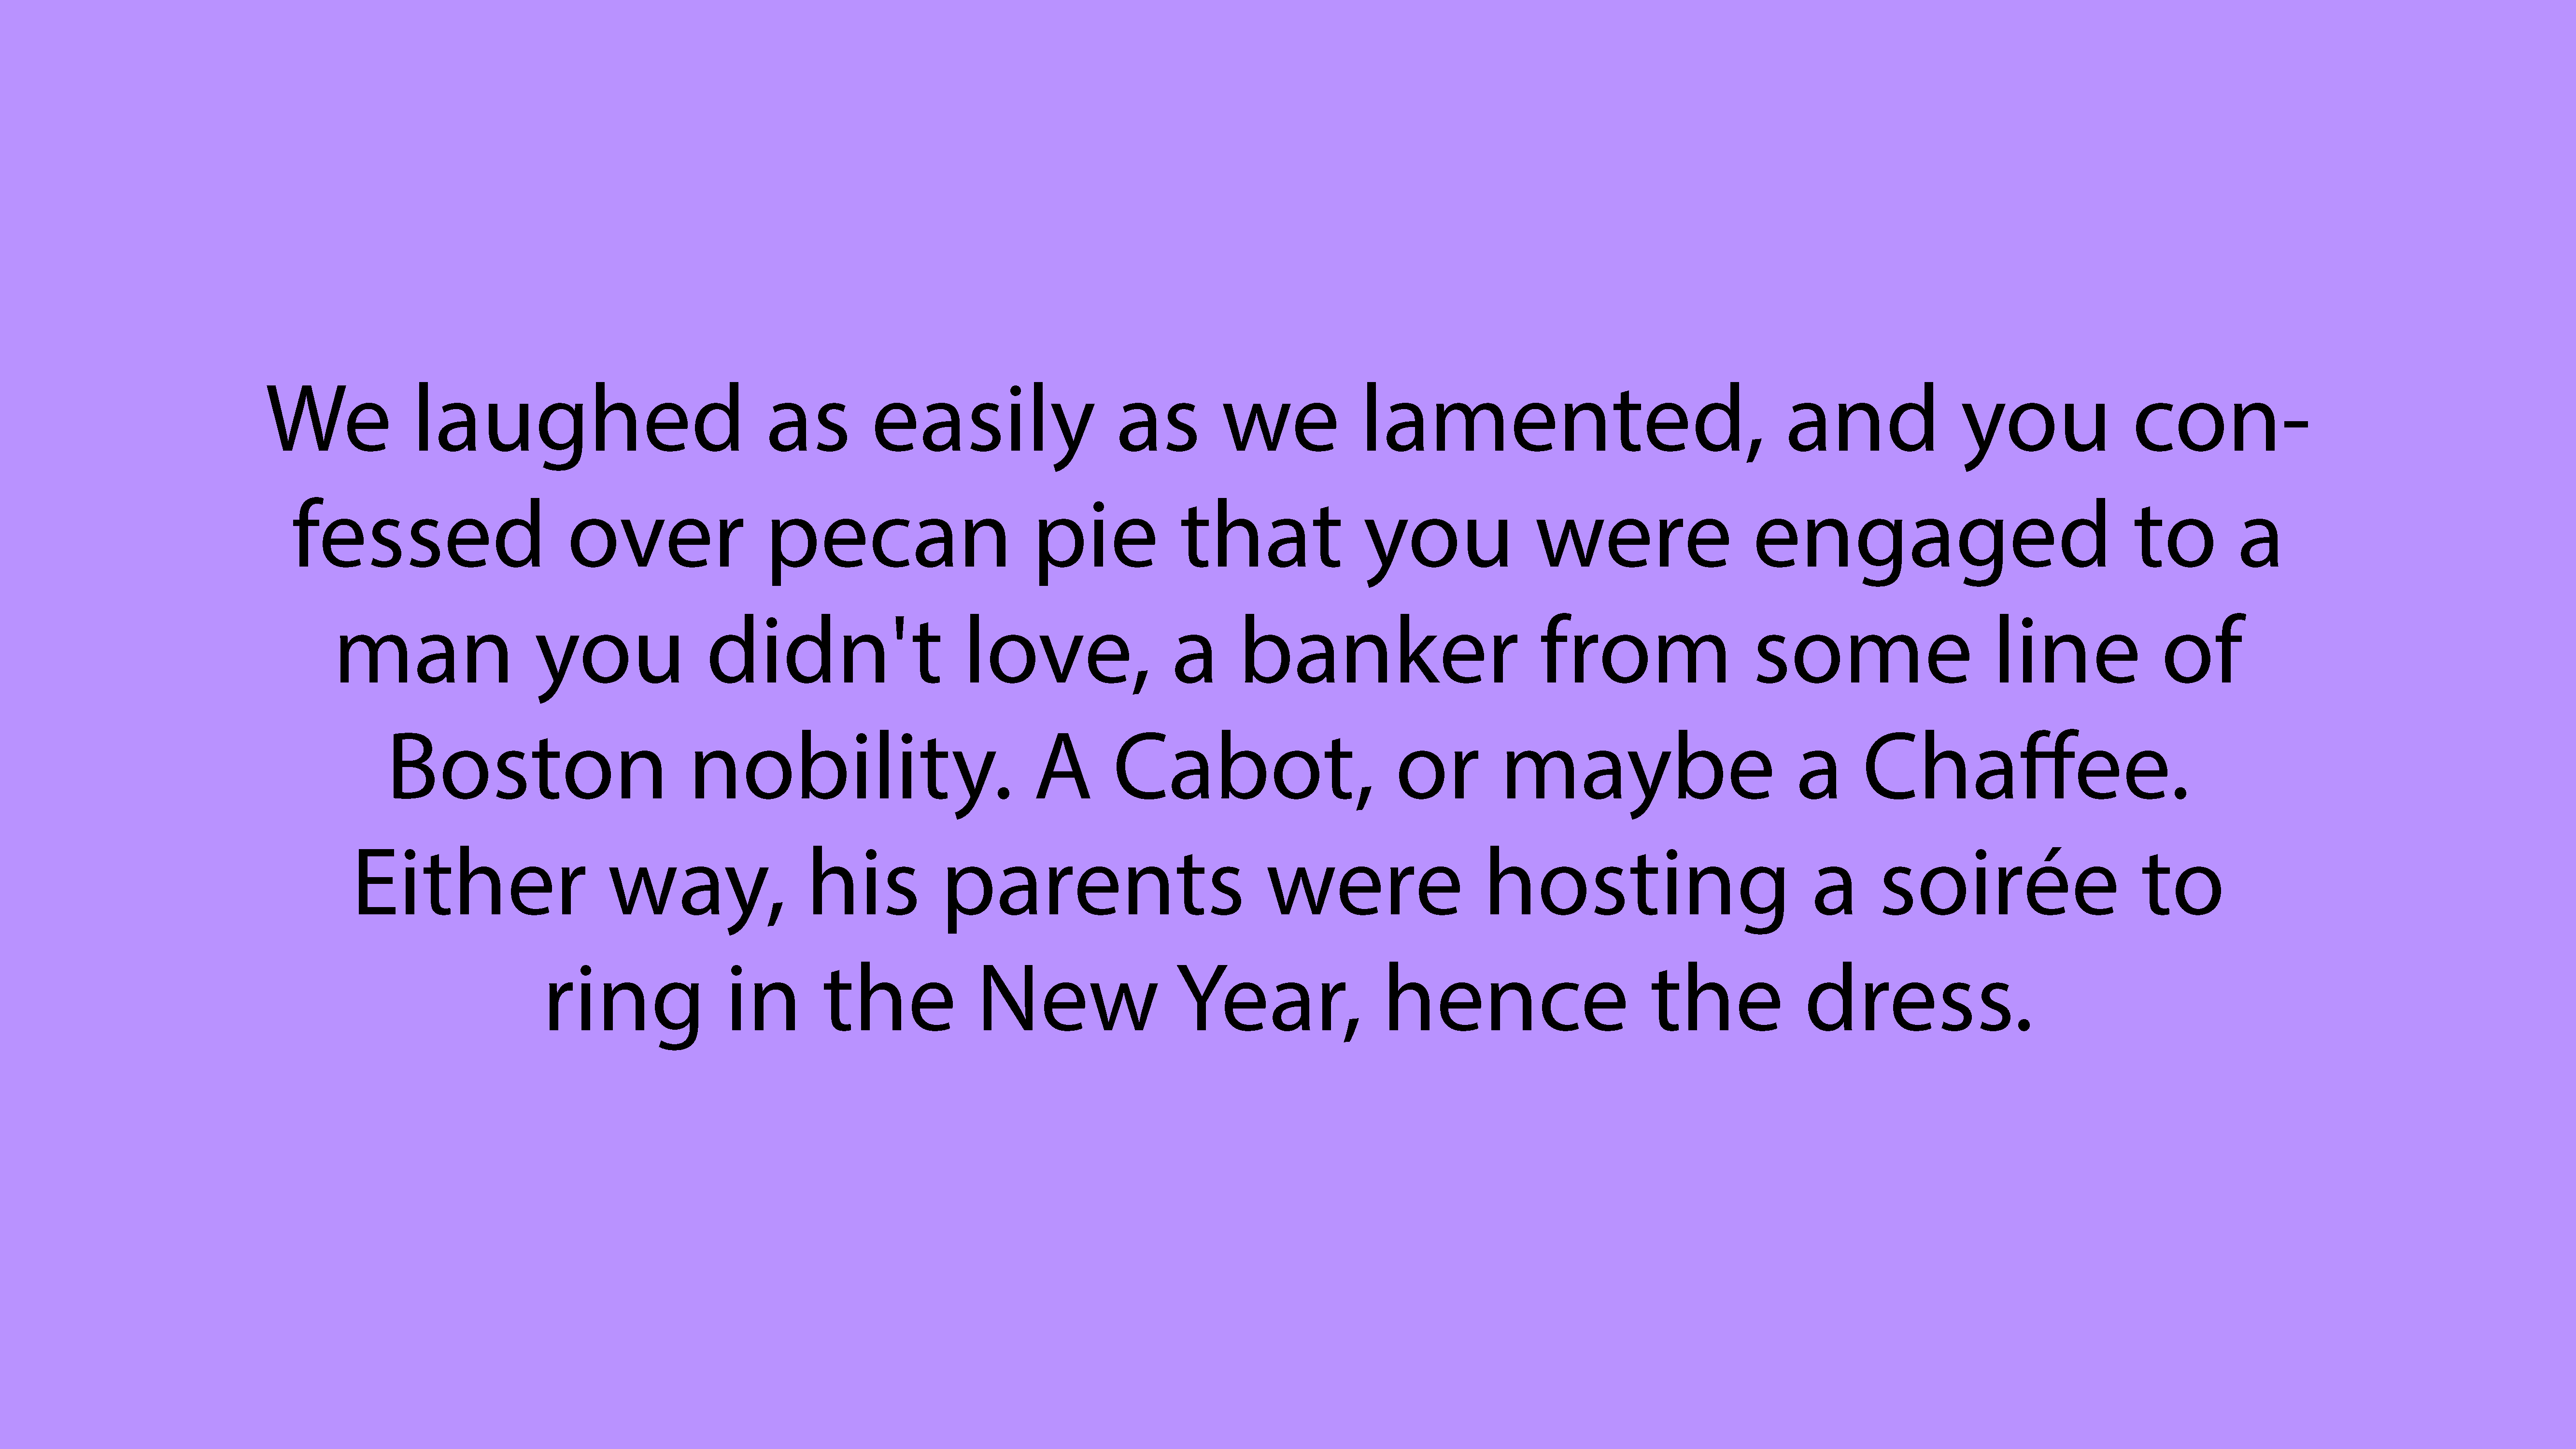 We laughed as easily as we lamented, and you con-
fessed over pecan pie that you were engaged to a
man you didn't love, a banker from some line of
Boston nobility. A Cabot, or maybe a Chaffee.
Either way, his parents were hosting a soirée to
ring in the New Year, hence the dress.